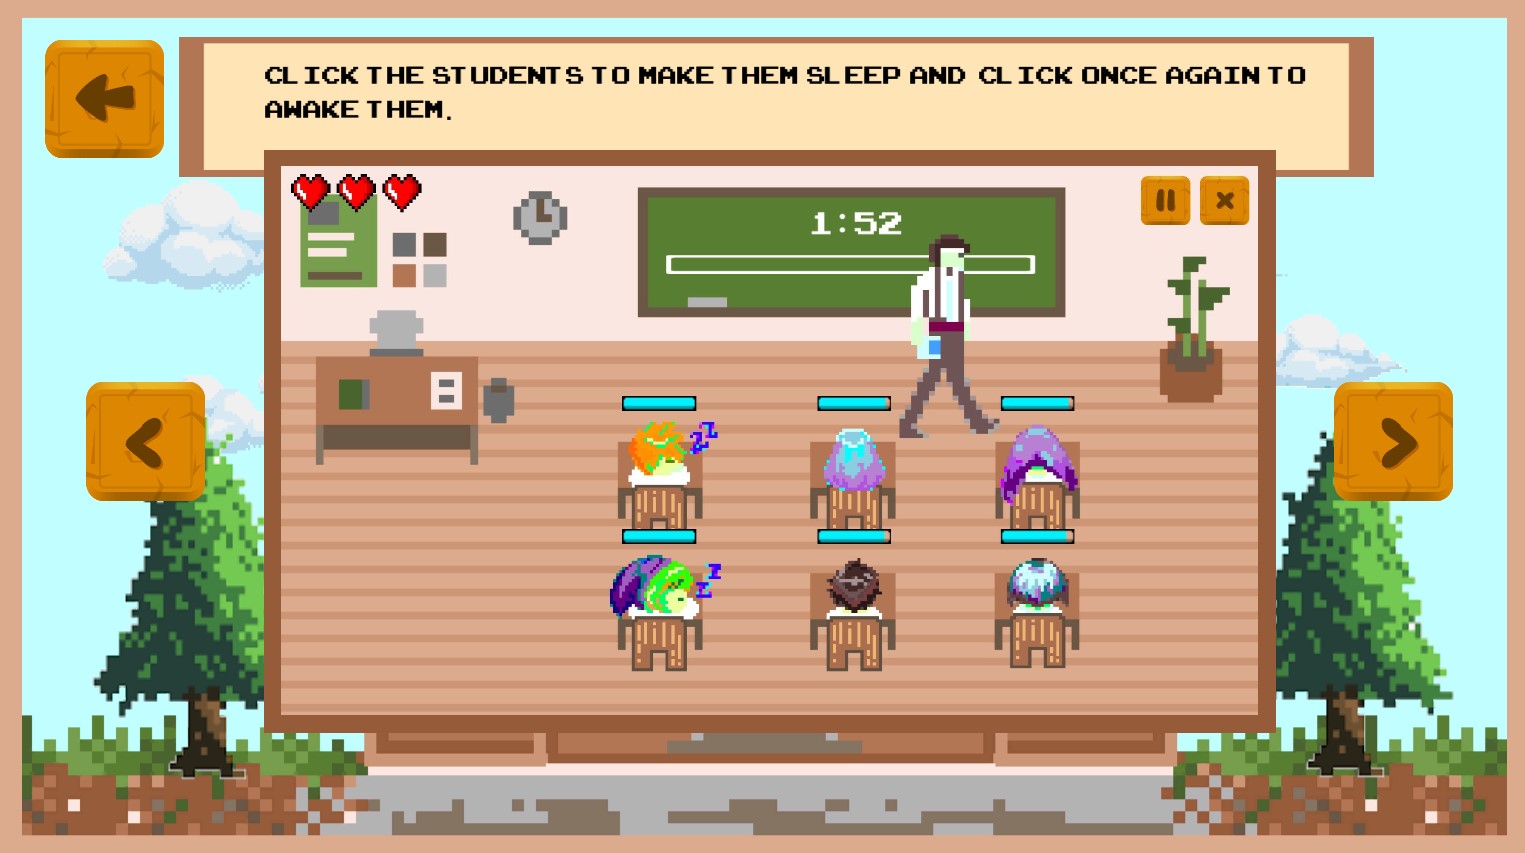 CLICK THE STUDENTS TO MAKE THEM SLEEP AND CLICK ONCE AGAIN TO
AWAKE THEM.
1:52
Z Z
Z Z